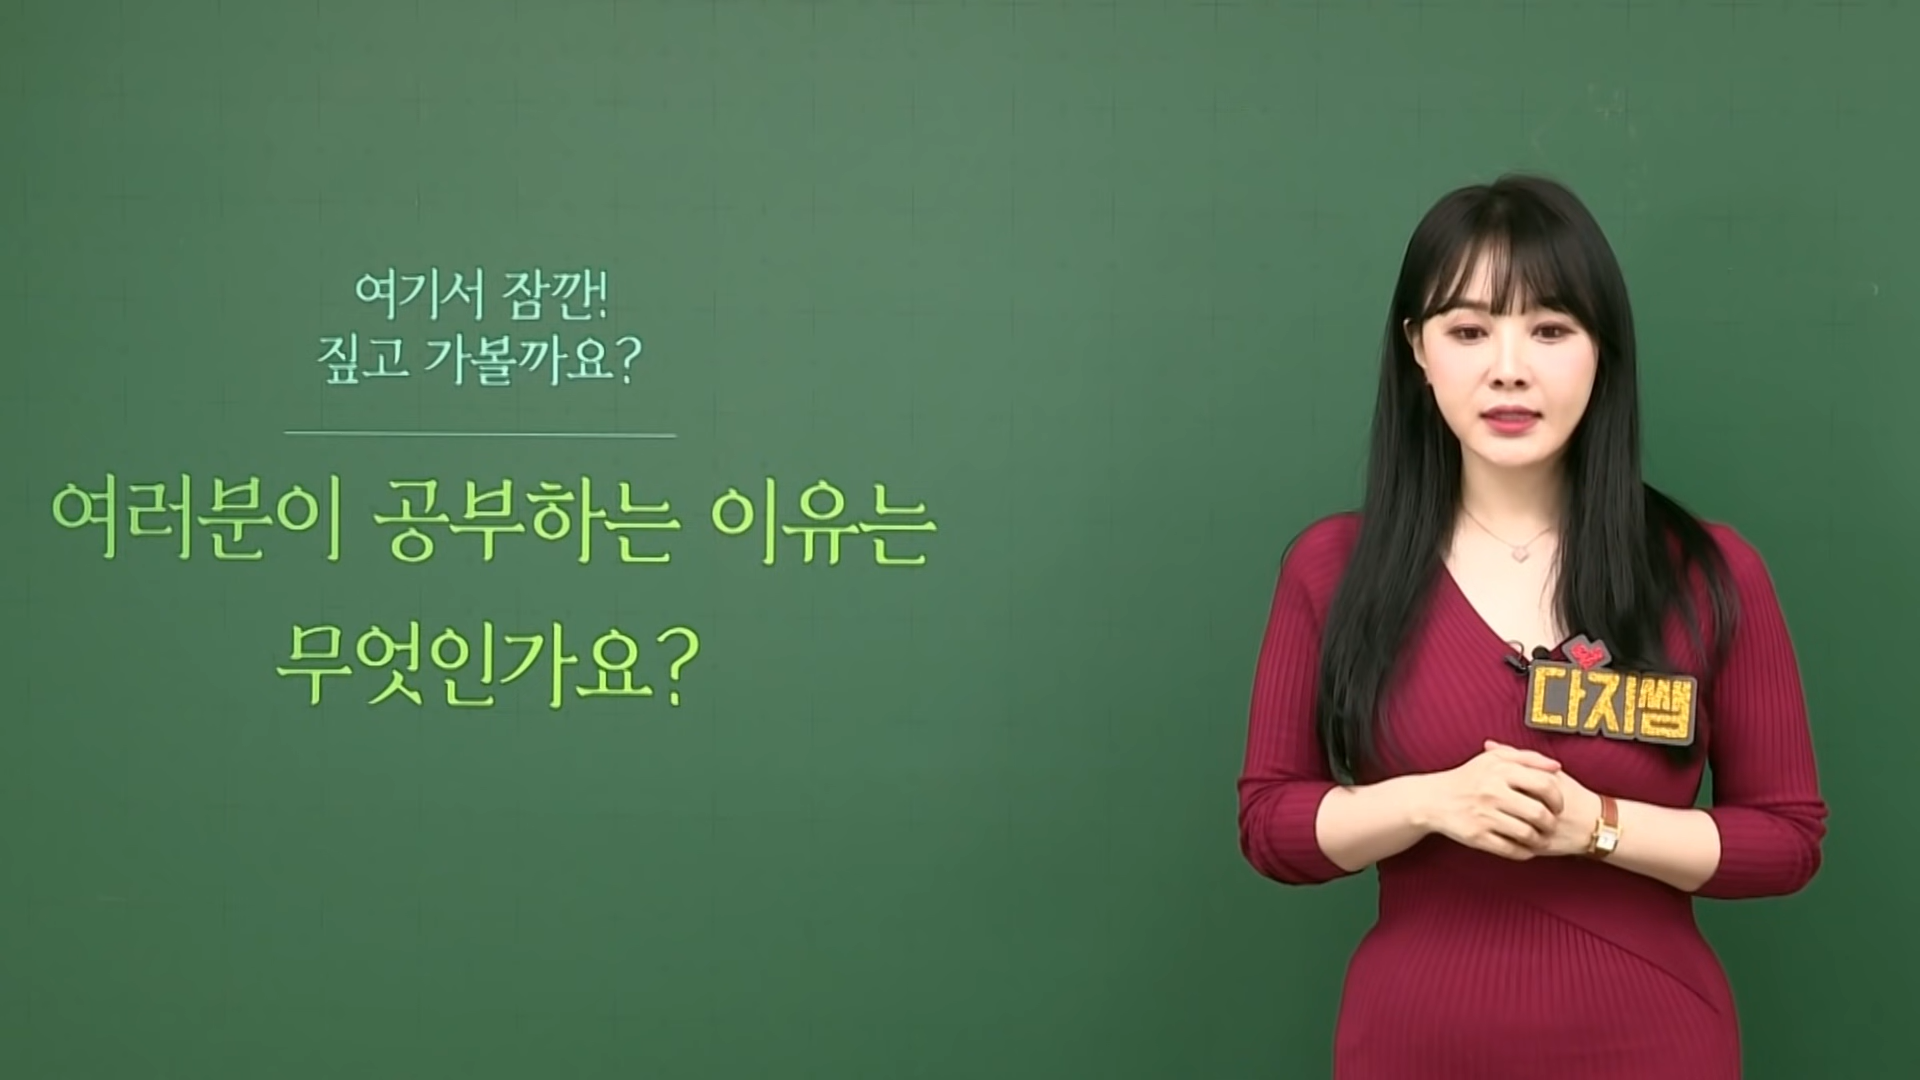 여기서 잠깐!
짚고 가볼까요?
여러분이 공부하는 이유는
무엇인가요?
다지쌤